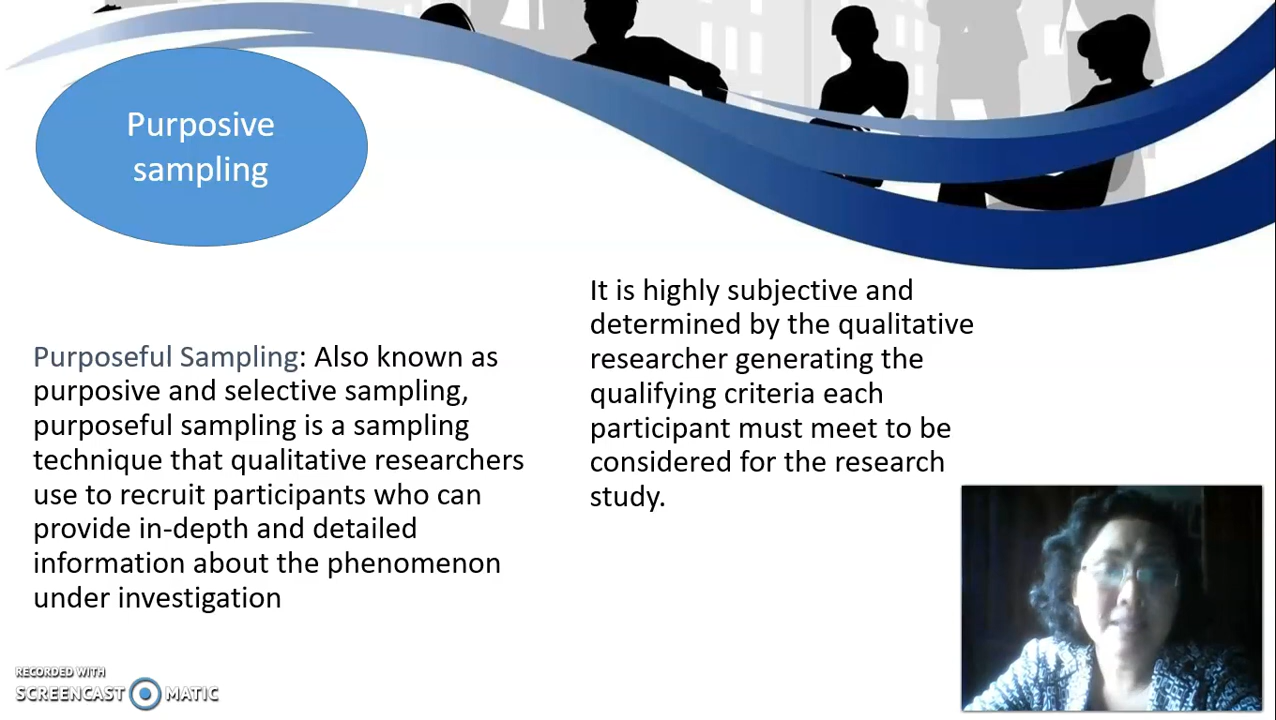 Purposive
sampling
Purposeful Sampling: Also known as
purposive and selective sampling,
purposeful sampling is a sampling
technique that qualitative researchers
use to recruit participants who can
provide in-depth and detailed
information about the phenomenon
under investigation
It is highly subjective and
determined by the qualitative
researcher generating the
qualifying criteria each
participant must meet to be
considered for the research
study.
RECORDED WITH
SCREENCAST MATIC